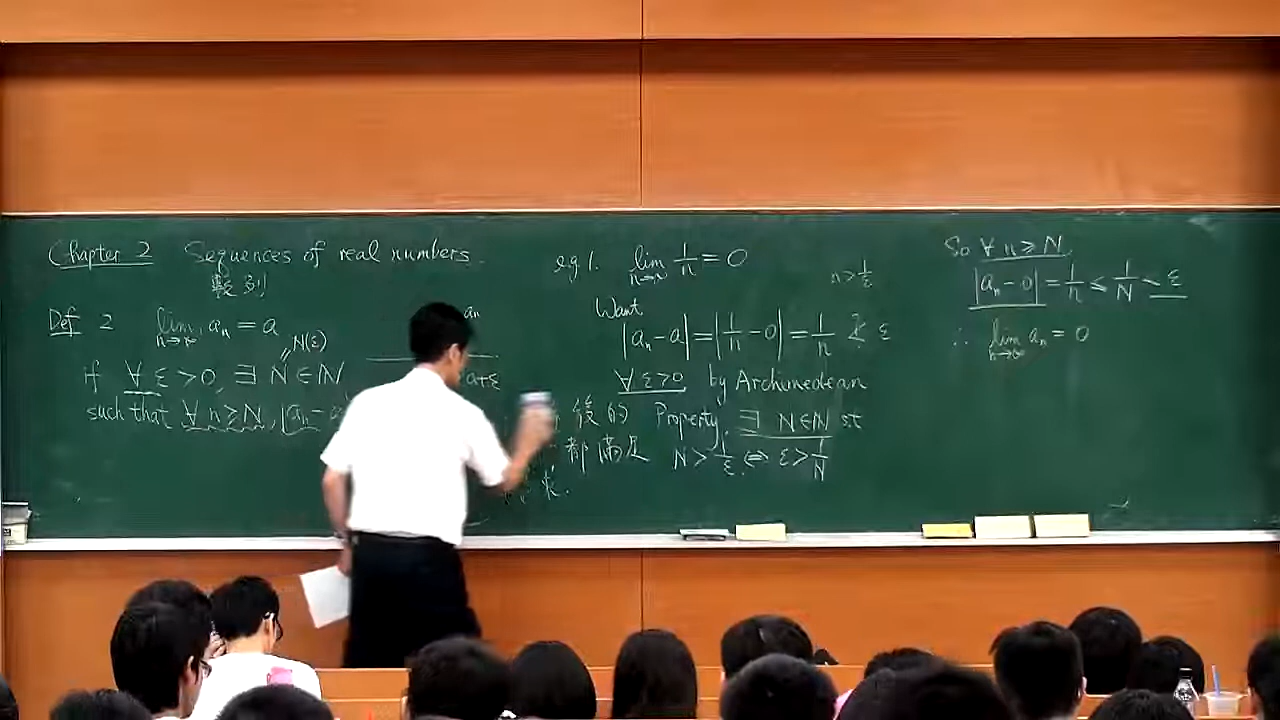 Chapter 2 Sequences of real numbers.
數列
Def 2 lim n→∞ aₙ = a
N(ε)
if ∀ ε > 0, ∃ N ∈ ℕ
such that ∀ n ≥ N, |aₙ -
aₙ
a+ε
後的
都滿足
求.
e.g 1. lim n→∞ 1/n = 0
n > 1/ε
Want
|aₙ - a| = |1/n - 0| = 1/n < ε
∀ ε>0 by Archimedean
Property, ∃ N∈ℕ st
N > 1/ε ⇔ ε > 1/N
So ∀ n ≥ N,
|aₙ - 0| = 1/n ≤ 1/N < ε
∴ lim n→∞ aₙ = 0